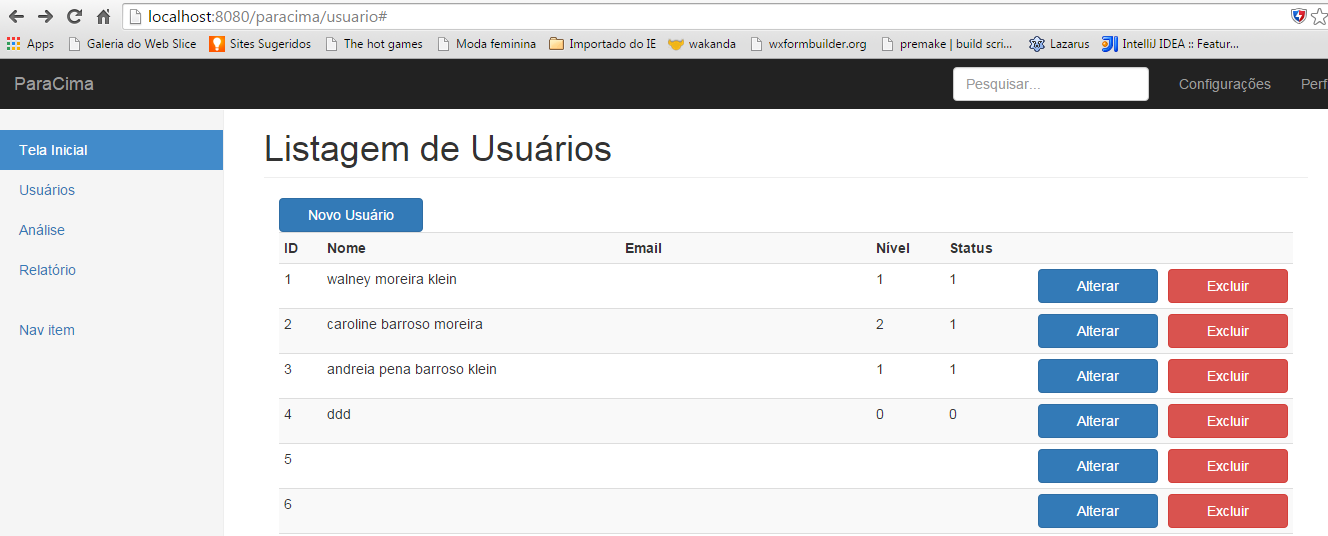 localhost:8080/paracima/usuario#
Apps Galeria do Web Slice Sites Sugeridos The hot games Moda feminina Importado do IE wakanda wxformbuilder.org premake | build scri... Lazarus IntelliJ IDEA :: Featur...
ParaCima Pesquisar... Configurações Perf
Tela Inicial
Usuários
Análise
Relatório
Nav item
Listagem de Usuários
Novo Usuário
ID Nome Email Nível Status
1 walney moreira klein 1 1 Alterar Excluir
2 caroline barroso moreira 2 1 Alterar Excluir
3 andreia pena barroso klein 1 1 Alterar Excluir
4 ddd 0 0 Alterar Excluir
5 Alterar Excluir
6 Alterar Excluir